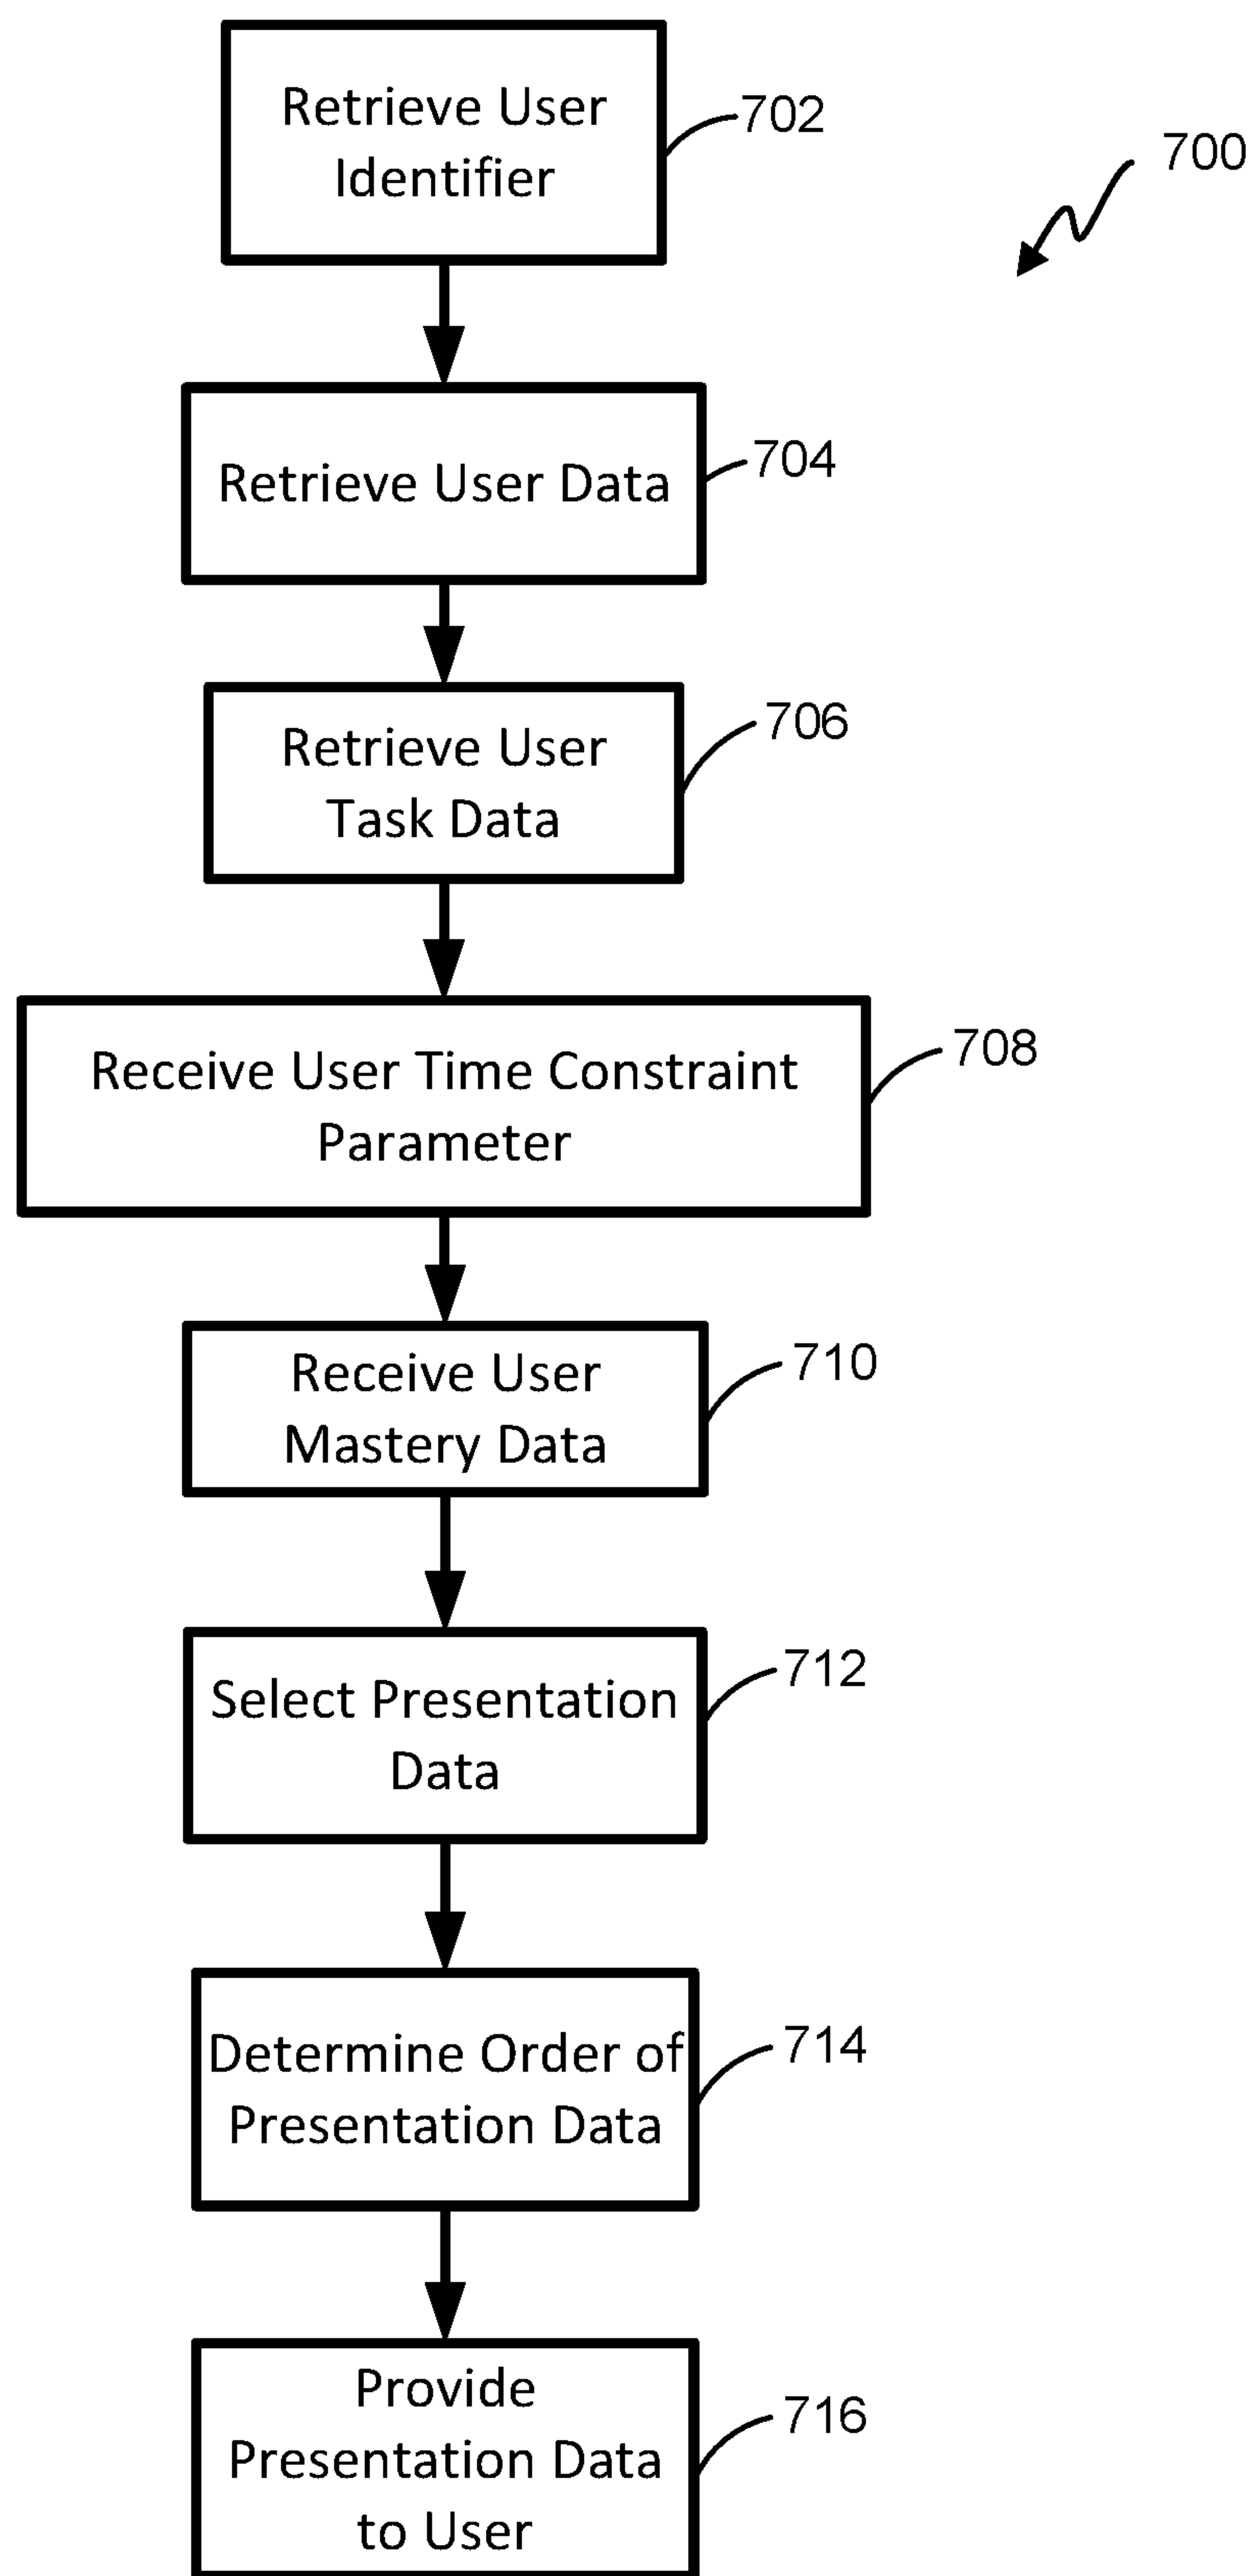 Retrieve User
Identifier
702
700
Retrieve User Data
704
Retrieve User
Task Data
706
Receive User Time Constraint
Parameter
708
Receive User
Mastery Data
710
Select Presentation
Data
712
Determine Order of
Presentation Data
714
Provide
Presentation Data
to User
716